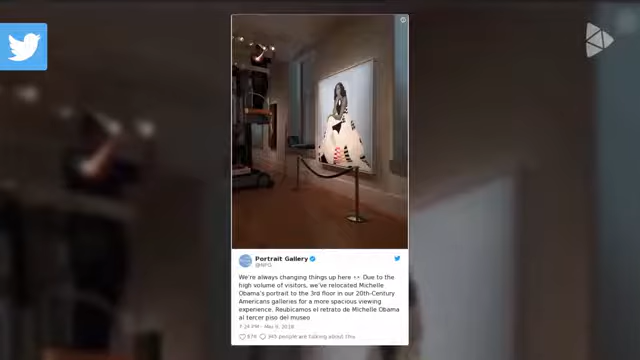 Portrait Gallery
@NPG
We're always changing things up here 👀 Due to the
high volume of visitors, we've relocated Michelle
Obama's portrait to the 3rd floor in our 20th-Century
Americans galleries for a more spacious viewing
experience. Reubicamos el retrato de Michelle Obama
al tercer piso del museo
2018
people are talking about this